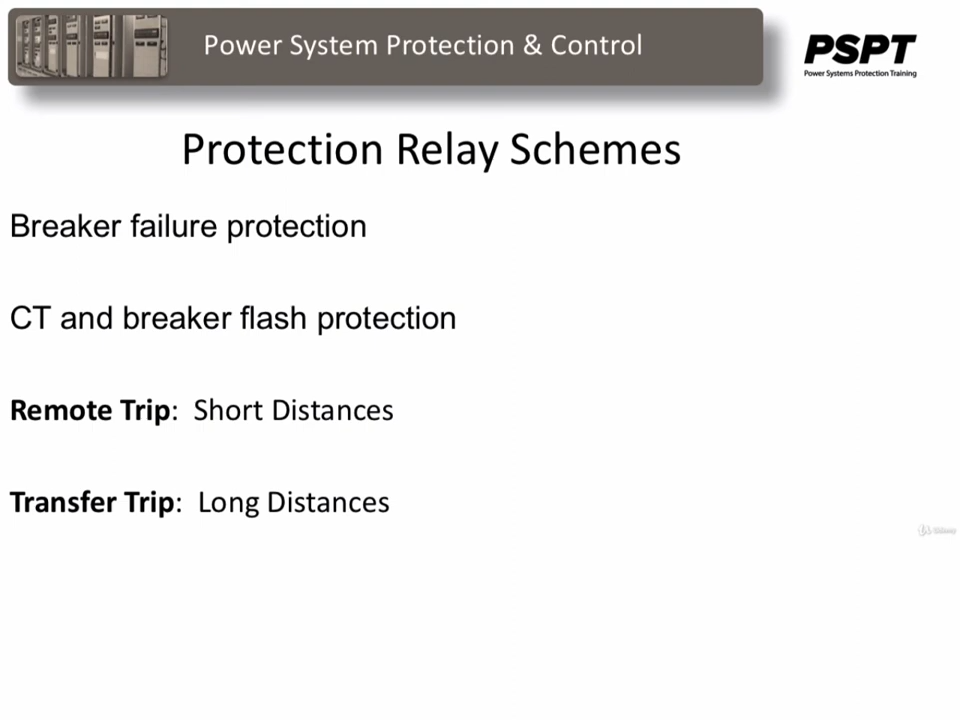 Power System Protection & Control
PSPT
Power Systems Protection Training
Protection Relay Schemes
Breaker failure protection
CT and breaker flash protection
Remote Trip: Short Distances
Transfer Trip: Long Distances
Udemy